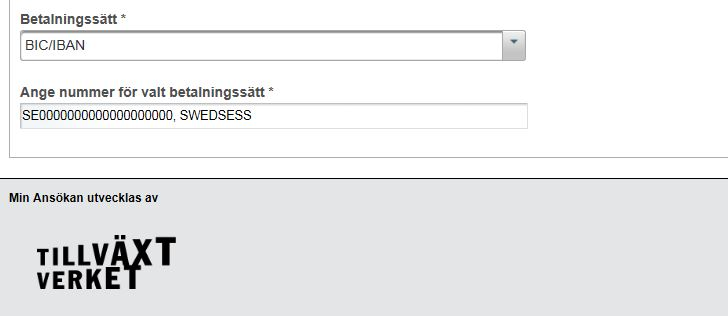 Betalningssätt *
BIC/IBAN
Ange nummer för valt betalningssätt *
SE0000000000000000000, SWEDSESS
Min Ansökan utvecklas av
TILLVÄXT
VERKET